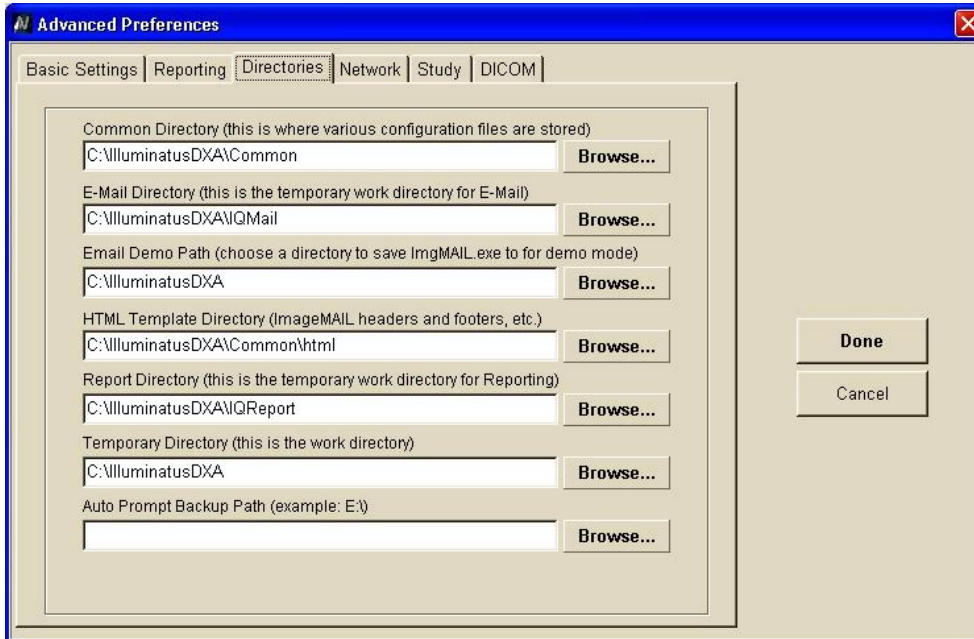 Advanced Preferences
Basic Settings Reporting Directories Network Study DICOM
Common Directory (this is where various configuration files are stored)
C:\IlluminatusDXA\Common Browse...
E-Mail Directory (this is the temporary work directory for E-Mail)
C:\IlluminatusDXA\IQMail Browse...
Email Demo Path (choose a directory to save ImgMAIL.exe to for demo mode)
C:\IlluminatusDXA Browse...
HTML Template Directory (ImageMAIL headers and footers, etc.)
C:\IlluminatusDXA\Common\html Browse...
Report Directory (this is the temporary work directory for Reporting)
C:\IlluminatusDXA\IQReport Browse...
Temporary Directory (this is the work directory)
C:\IlluminatusDXA Browse...
Auto Prompt Backup Path (example: E:\)
Browse...
Done
Cancel